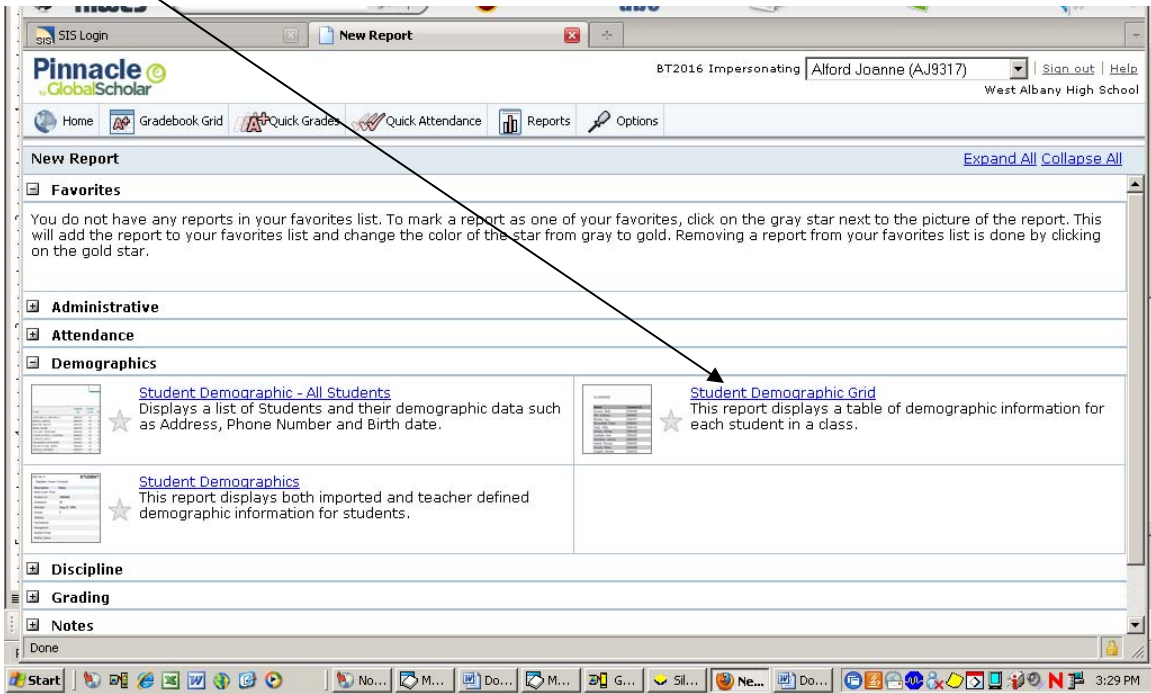 SIS Login
New Report
Pinnacle
GlobalScholar
BT2016 Impersonating Alford Joanne (AJ9317) | Sign out | Help
West Albany High School
Home Gradebook Grid Quick Grades Quick Attendance Reports Options
New Report Expand All Collapse All
Favorites
You do not have any reports in your favorites list. To mark a report as one of your favorites, click on the gray star next to the picture of the report. This
will add the report to your favorites list and change the color of the star from gray to gold. Removing a report from your favorites list is done by clicking
on the gold star.
Administrative
Attendance
Demographics
Student Demographic - All Students
Displays a list of Students and their demographic data such
as Address, Phone Number and Birth date.
Student Demographic Grid
This report displays a table of demographic information for
each student in a class.
Student Demographics
This report displays both imported and teacher defined
demographic information for students.
Discipline
Grading
Notes
Done
Start No... M... Do... M... G... Sil... Ne... Do... 3:29 PM